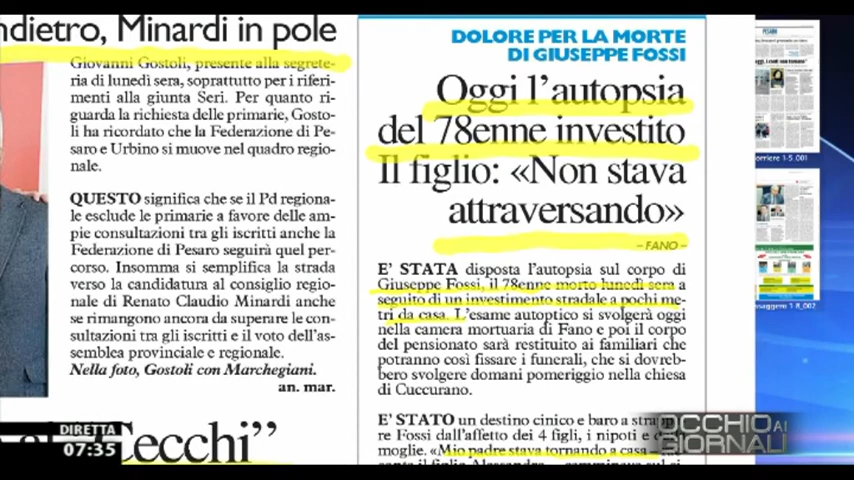 ndietro, Minardi in pole
Giovanni Gostoli, presente alla segrete-
ria di lunedì sera, soprattutto per i riferi-
menti alla giunta Seri. Per quanto ri-
guarda la richiesta delle primarie, Gosto-
li ha ricordato che la Federazione di Pe-
saro e Urbino si muove nel quadro regio-
nale.
QUESTO significa che se il Pd regiona-
le esclude le primarie a favore delle am-
pie consultazioni tra gli iscritti anche la
Federazione di Pesaro seguirà quel per-
corso. Insomma si semplifica la strada
verso la candidatura al consiglio regio-
nale di Renato Claudio Minardi anche
se rimangono ancora da superare le con-
sultazioni tra gli iscritti e il voto dell'as-
semblea provinciale e regionale.
Nella foto, Gostoli con Marchegiani.
an. mar.
Cecchi”
DOLORE PER LA MORTE
DI GIUSEPPE FOSSI
Oggi l'autopsia
del 78enne investito
Il figlio: «Non stava
attraversando»
– FANO –
E' STATA disposta l'autopsia sul corpo di
Giuseppe Fossi, il 78enne morto lunedì sera a
seguito di un investimento stradale a pochi me-
tri da casa. L'esame autoptico si svolgerà oggi
nella camera mortuaria di Fano e poi il corpo
del pensionato sarà restituito ai familiari che
potranno così fissare i funerali, che si dovreb-
bero svolgere domani pomeriggio nella chiesa
di Cuccurano.
E' STATO un destino cinico e baro a strappa-
re Fossi dall'affetto dei 4 figli, i nipoti e
moglie. «Mio padre stava tornando a casa –
DIRETTA
07:35
OCCHIO AI
GIORNALI
orriere 1-5_001
ssaggero 1-8_002